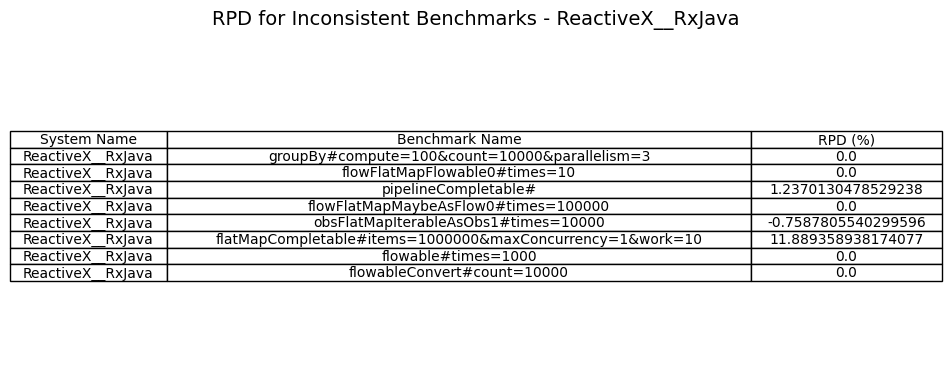 RPD for Inconsistent Benchmarks - ReactiveX__RxJava
System Name Benchmark Name RPD (%)
ReactiveX__RxJava groupBy#compute=100&count=10000&parallelism=3 0.0
ReactiveX__RxJava flowFlatMapFlowable0#times=10 0.0
ReactiveX__RxJava pipelineCompletable# 1.2370130478529238
ReactiveX__RxJava flowFlatMapMaybeAsFlow0#times=100000 0.0
ReactiveX__RxJava obsFlatMapIterableAsObs1#times=10000 -0.7587805540299596
ReactiveX__RxJava flatMapCompletable#items=1000000&maxConcurrency=1&work=10 11.889358938174077
ReactiveX__RxJava flowable#times=1000 0.0
ReactiveX__RxJava flowableConvert#count=10000 0.0